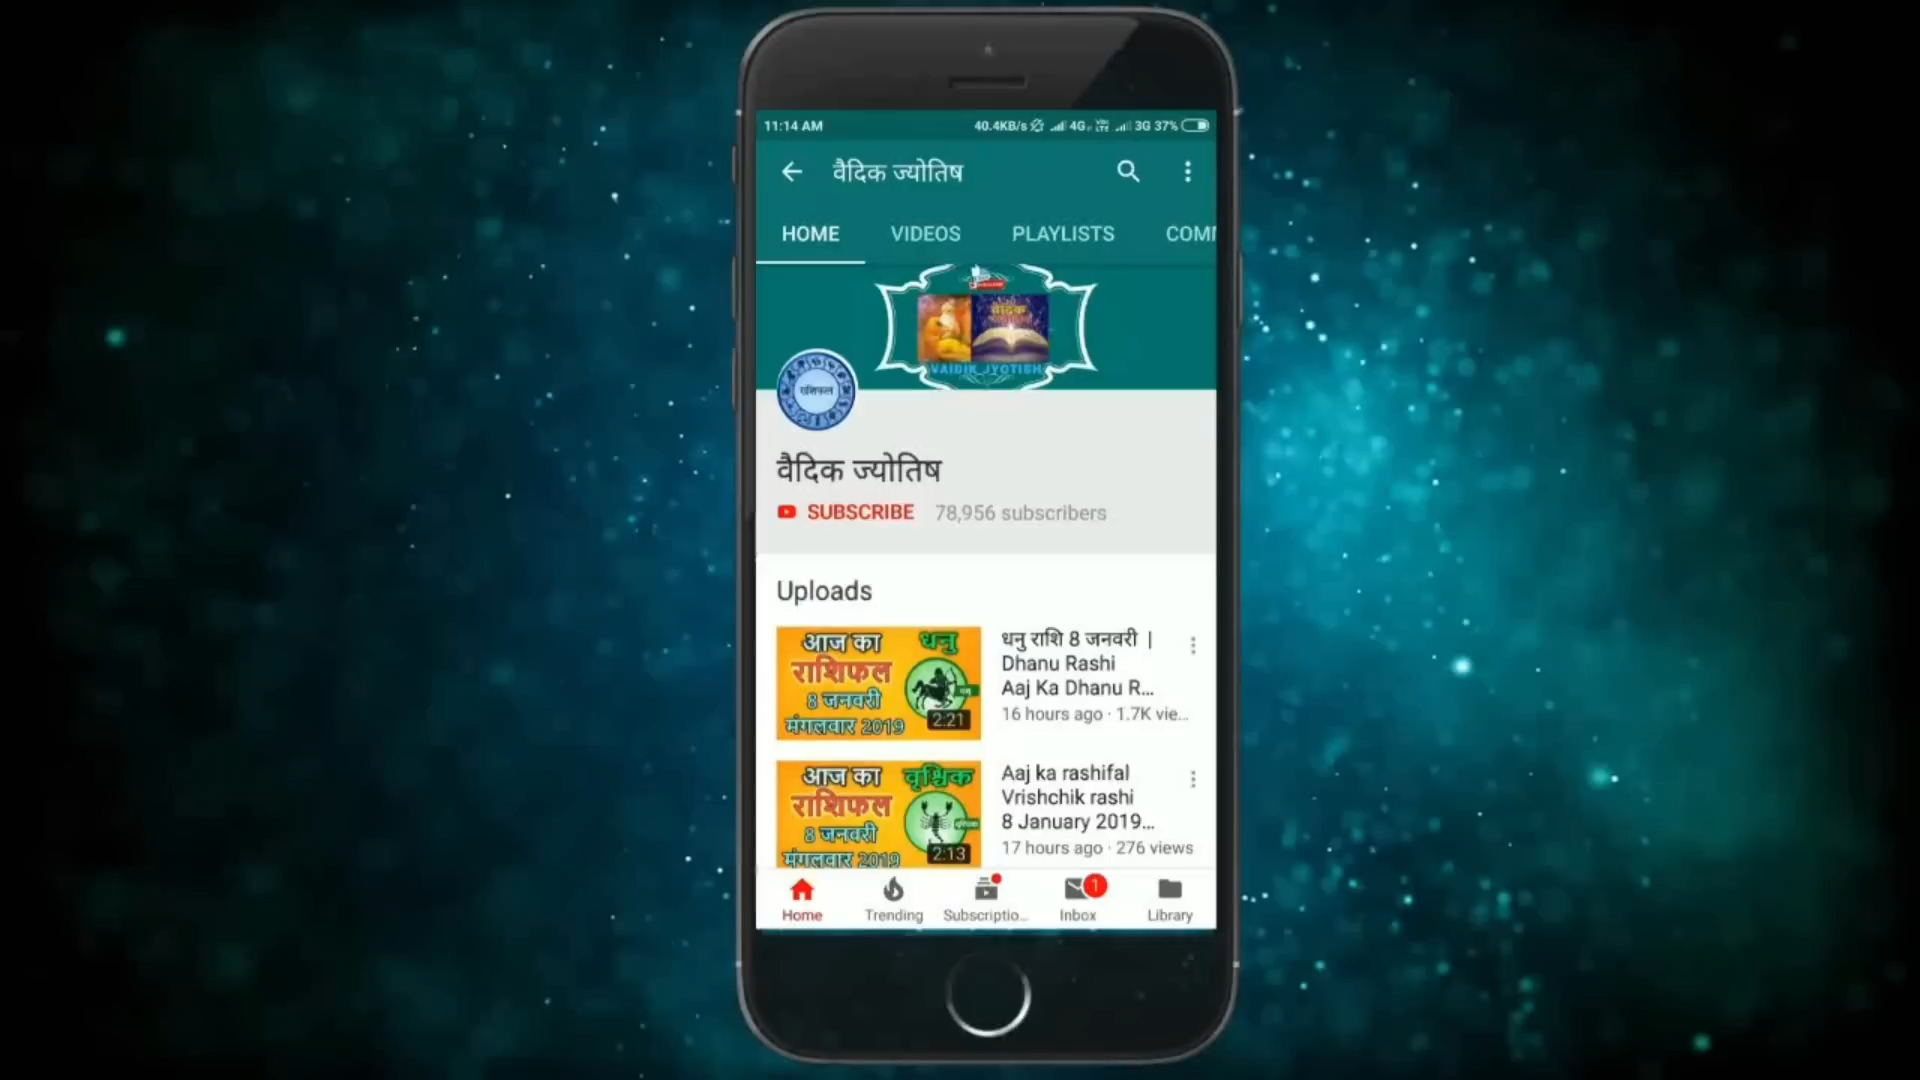 11:14 AM 40.4KB/s 4G VoLTE 3G 37%
वैदिक ज्योतिष
HOME VIDEOS PLAYLISTS COMM
वैदिक
VAIDIK JYOTISH
राशिफल
वैदिक ज्योतिष
SUBSCRIBE 78,956 subscribers
Uploads
आज का धनु
राशिफल
8 जनवरी
मंगलवार 2019
2:21
धनु राशि 8 जनवरी |
Dhanu Rashi
Aaj Ka Dhanu R...
16 hours ago · 1.7K vie...
आज का वृश्चिक
राशिफल
8 जनवरी
मंगलवार 2019
2:13
Aaj ka rashifal
Vrishchik rashi
8 January 2019...
17 hours ago · 276 views
Home Trending Subscriptio... Inbox 1 Library